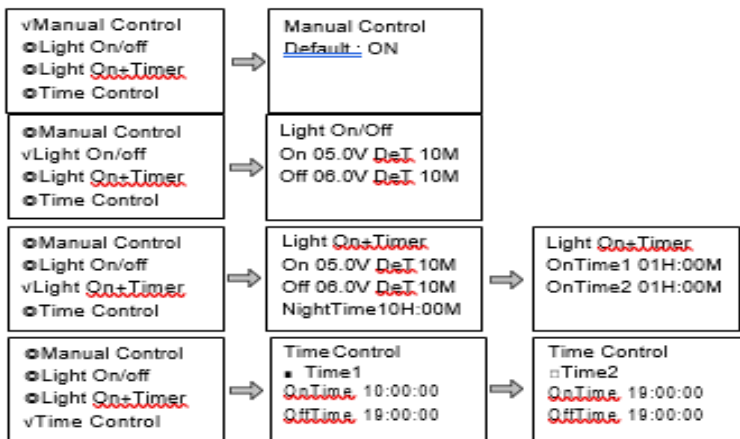 √Manual Control
◎Light On/off
◎Light On+Timer
◎Time Control
Manual Control
Default : ON
◎Manual Control
√Light On/off
◎Light On+Timer
◎Time Control
Light On/Off
On 05.0V DeT 10M
Off 06.0V DeT 10M
◎Manual Control
◎Light On/off
√Light On+Timer
◎Time Control
Light On+Timer
On 05.0V DeT 10M
Off 06.0V DeT 10M
NightTime10H:00M
Light On+Timer
OnTime1 01H:00M
OnTime2 01H:00M
◎Manual Control
◎Light On/off
◎Light On+Timer
√Time Control
Time Control
■ Time1
OnTime 10:00:00
OffTime 19:00:00
Time Control
□Time2
OnTime 19:00:00
OffTime 19:00:00